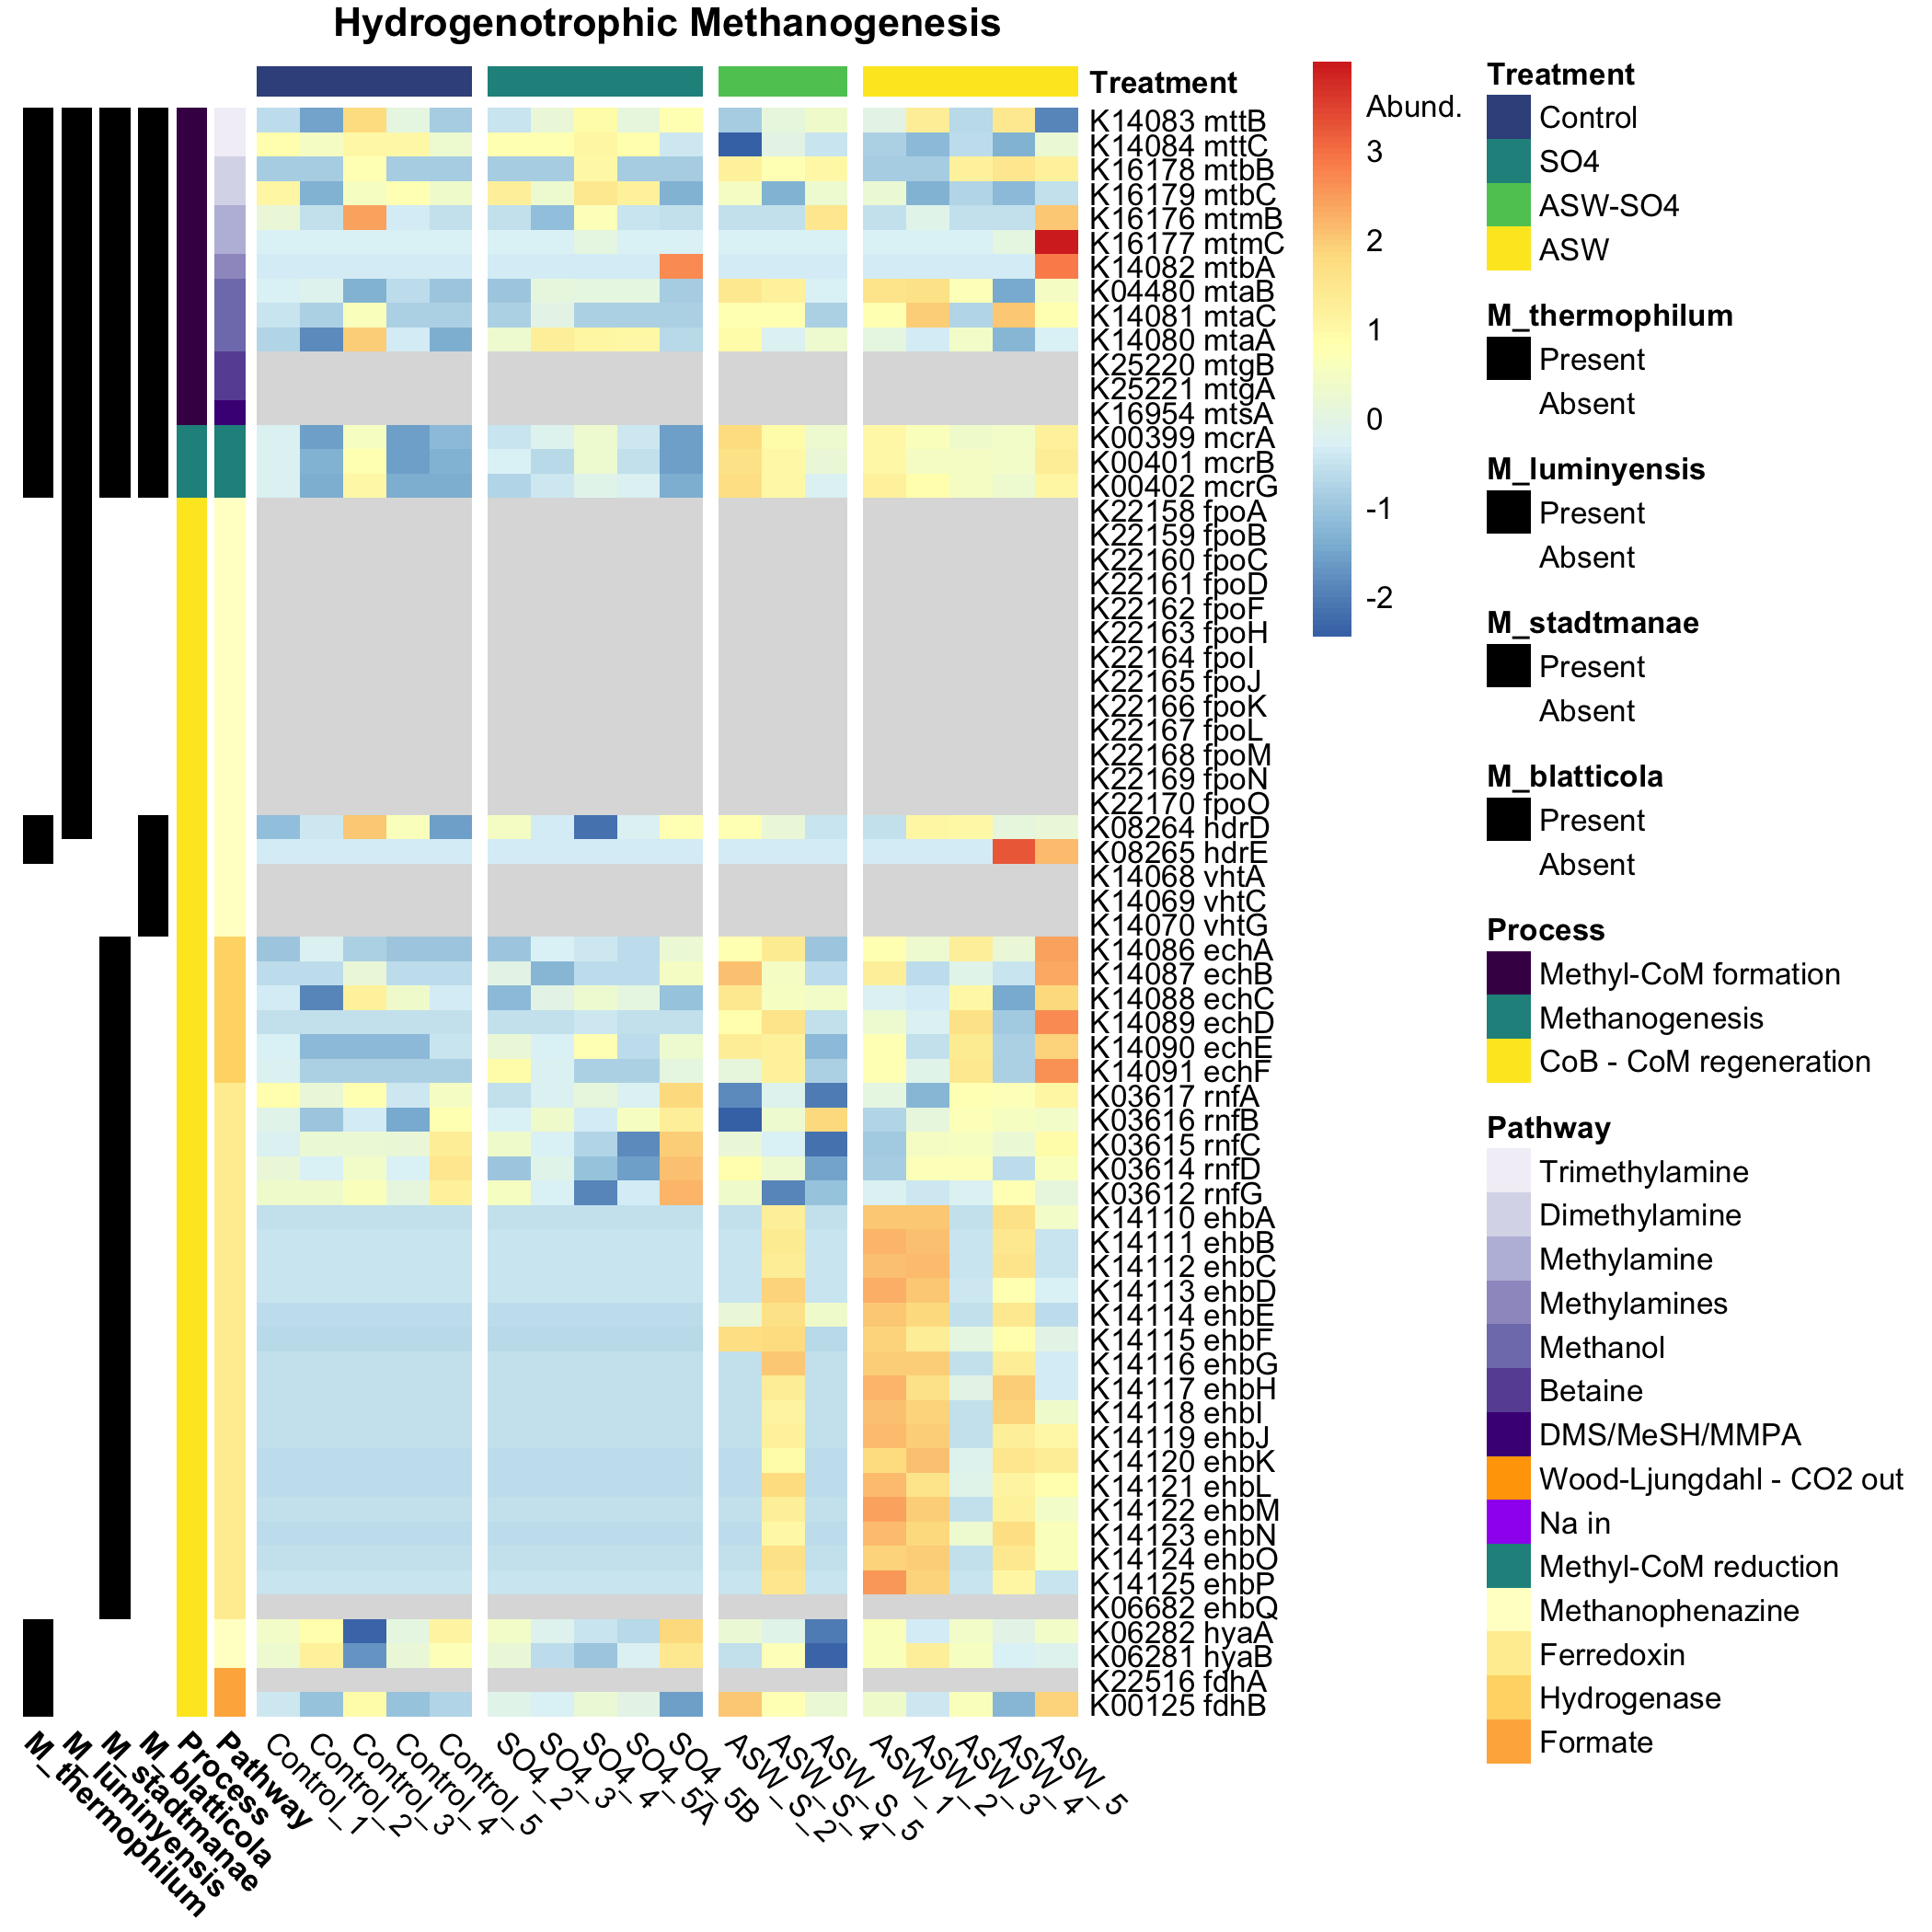 Hydrogenotrophic Methanogenesis
Treatment
K14083 mttB
K14084 mttC
K16178 mtbB
K16179 mtbC
K16176 mtmB
K16177 mtmC
K14082 mtbA
K04480 mtaB
K14081 mtaC
K14080 mtaA
K25220 mtgB
K25221 mtgA
K16954 mtsA
K00399 mcrA
K00401 mcrB
K00402 mcrG
K22158 fpoA
K22159 fpoB
K22160 fpoC
K22161 fpoD
K22162 fpoF
K22163 fpoH
K22164 fpoI
K22165 fpoJ
K22166 fpoK
K22167 fpoL
K22168 fpoM
K22169 fpoN
K22170 fpoO
K08264 hdrD
K08265 hdrE
K14068 vhtA
K14069 vhtC
K14070 vhtG
K14086 echA
K14087 echB
K14088 echC
K14089 echD
K14090 echE
K14091 echF
K03617 rnfA
K03616 rnfB
K03615 rnfC
K03614 rnfD
K03612 rnfG
K14110 ehbA
K14111 ehbB
K14112 ehbC
K14113 ehbD
K14114 ehbE
K14115 ehbF
K14116 ehbG
K14117 ehbH
K14118 ehbI
K14119 ehbJ
K14120 ehbK
K14121 ehbL
K14122 ehbM
K14123 ehbN
K14124 ehbO
K14125 ehbP
K06682 ehbQ
K06282 hyaA
K06281 hyaB
K22516 fdhA
K00125 fdhB
M_thermophilum
M_luminyensis
M_stadtmanae
M_blatticola
Process
Pathway
Control_1
Control_2
Control_3
Control_4
Control_5
SO4_2
SO4_3
SO4_4
SO4_5A
SO4_5B
ASW_S_2
ASW_S_4
ASW_S_5
ASW_1
ASW_2
ASW_3
ASW_4
ASW_5
Abund.
3
2
1
0
-1
-2
Treatment
Control
SO4
ASW-SO4
ASW
M_thermophilum
Present
Absent
M_luminyensis
Present
Absent
M_stadtmanae
Present
Absent
M_blatticola
Present
Absent
Process
Methyl-CoM formation
Methanogenesis
CoB - CoM regeneration
Pathway
Trimethylamine
Dimethylamine
Methylamine
Methylamines
Methanol
Betaine
DMS/MeSH/MMPA
Wood-Ljungdahl - CO2 out
Na in
Methyl-CoM reduction
Methanophenazine
Ferredoxin
Hydrogenase
Formate